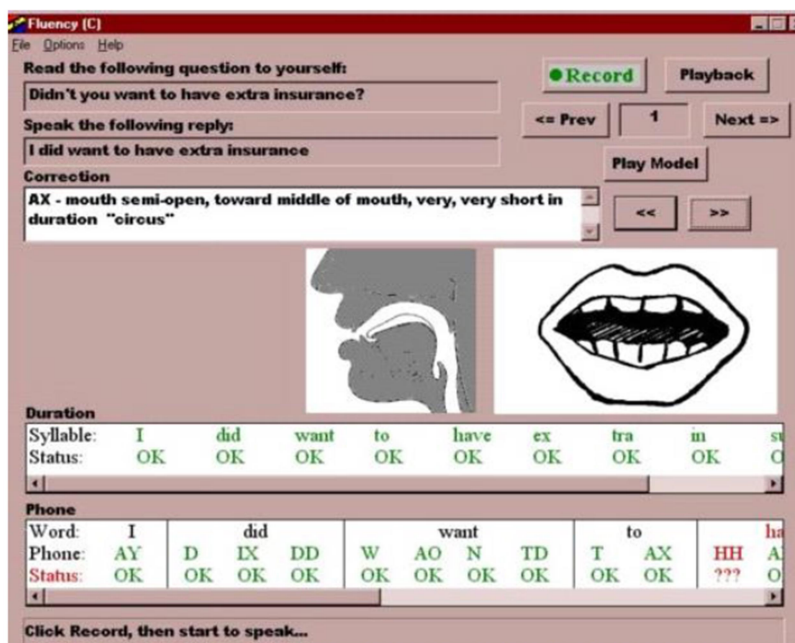 Fluency (C)
File Options Help
Read the following question to yourself:
Didn't you want to have extra insurance?
Speak the following reply:
I did want to have extra insurance
Correction
AX - mouth semi-open, toward middle of mouth, very, very short in
duration "circus"
Record Playback
<= Prev 1 Next =>
Play Model
<< >>
Duration
Syllable: I did want to have ex tra in su
Status: OK OK OK OK OK OK OK OK O
Phone
Word: I did want to ha
Phone: AY D IX DD W AO N TD T AX HH A
Status: OK OK OK OK OK OK OK OK OK OK ??? O
Click Record, then start to speak...